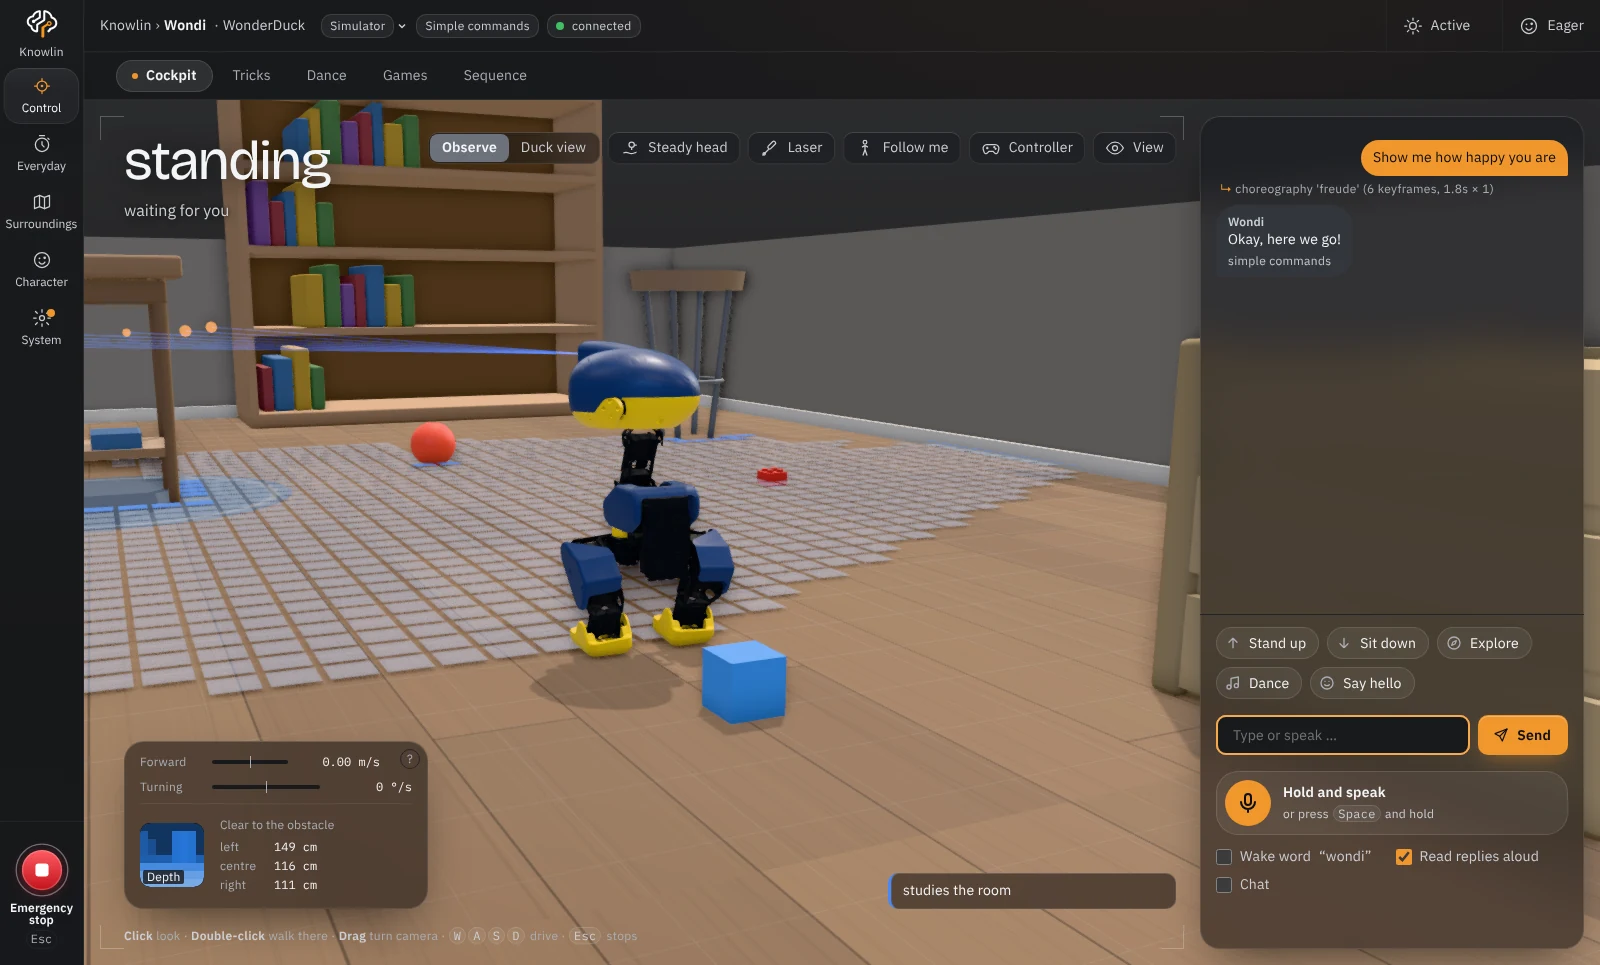 Knowlin
Knowlin › Wondi · WonderDuck
Simulator
Simple commands
connected
Active
Eager
Cockpit
Tricks
Dance
Games
Sequence
Control
Everyday
Surroundings
Character
System
Emergency
stop
Esc
standing
waiting for you
Observe
Duck view
Steady head
Laser
Follow me
Controller
View
Forward 0.00 m/s
?
Turning 0 °/s
Depth
Clear to the obstacle
left 149 cm
centre 116 cm
right 111 cm
studies the room
Click look · Double-click walk there · Drag turn camera · W A S D drive · Esc stops
Show me how happy you are
↳ choreography 'freude' (6 keyframes, 1.8s × 1)
Wondi
Okay, here we go!
simple commands
Stand up
Sit down
Explore
Dance
Say hello
Type or speak ...
Send
Hold and speak
or press Space and hold
Wake word “wondi”
Read replies aloud
Chat